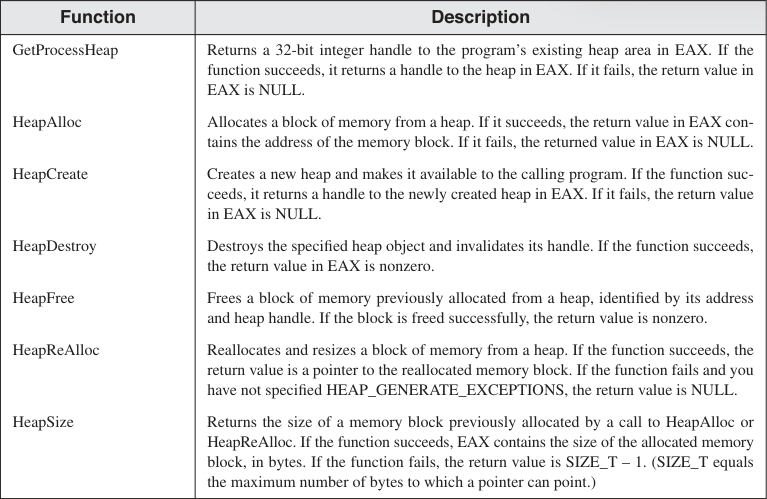 Function Description
GetProcessHeap Returns a 32-bit integer handle to the program’s existing heap area in EAX. If the
function succeeds, it returns a handle to the heap in EAX. If it fails, the return value in
EAX is NULL.
HeapAlloc Allocates a block of memory from a heap. If it succeeds, the return value in EAX con-
tains the address of the memory block. If it fails, the returned value in EAX is NULL.
HeapCreate Creates a new heap and makes it available to the calling program. If the function suc-
ceeds, it returns a handle to the newly created heap in EAX. If it fails, the return value
in EAX is NULL.
HeapDestroy Destroys the specified heap object and invalidates its handle. If the function succeeds,
the return value in EAX is nonzero.
HeapFree Frees a block of memory previously allocated from a heap, identified by its address
and heap handle. If the block is freed successfully, the return value is nonzero.
HeapReAlloc Reallocates and resizes a block of memory from a heap. If the function succeeds, the
return value is a pointer to the reallocated memory block. If the function fails and you
have not specified HEAP_GENERATE_EXCEPTIONS, the return value is NULL.
HeapSize Returns the size of a memory block previously allocated by a call to HeapAlloc or
HeapReAlloc. If the function succeeds, EAX contains the size of the allocated memory
block, in bytes. If the function fails, the return value is SIZE_T – 1. (SIZE_T equals
the maximum number of bytes to which a pointer can point.)